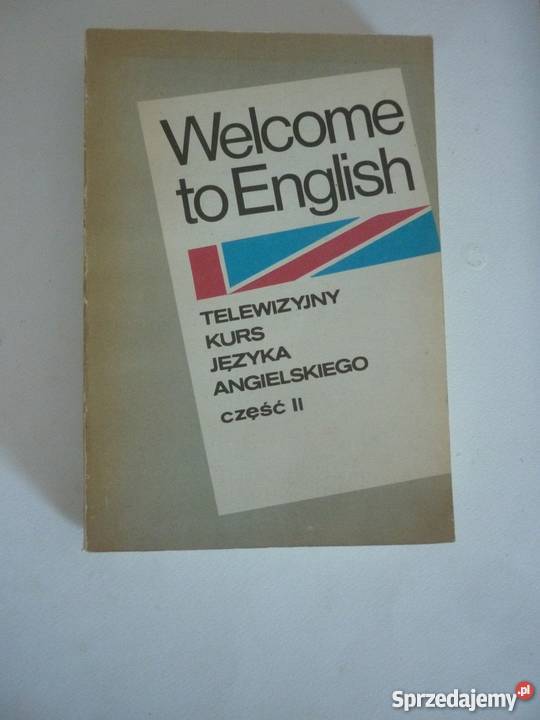 Welcome
to English
TELEWIZYJNY
KURS
JĘZYKA
ANGIELSKIEGO
część II
Sprzedajemy.pl